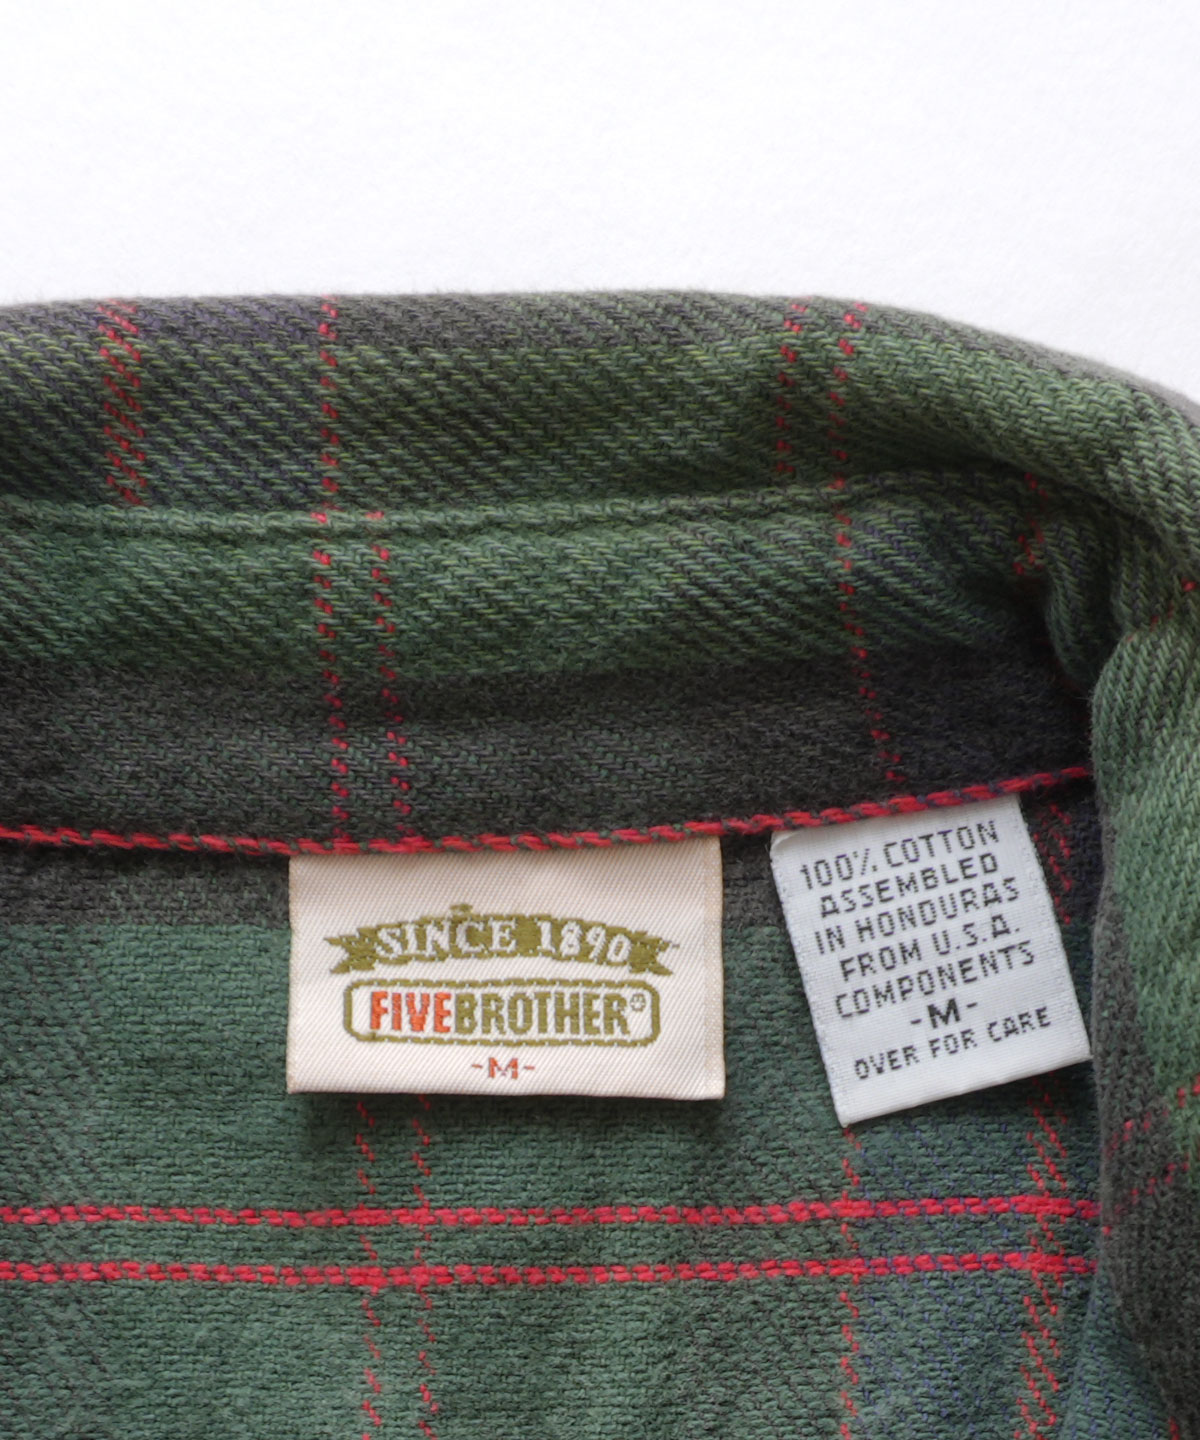 SINCE 1890
FIVEBROTHER®
-M-
100% COTTON
ASSEMBLED
IN HONDURAS
FROM U.S.A.
COMPONENTS
-M-
OVER FOR CARE